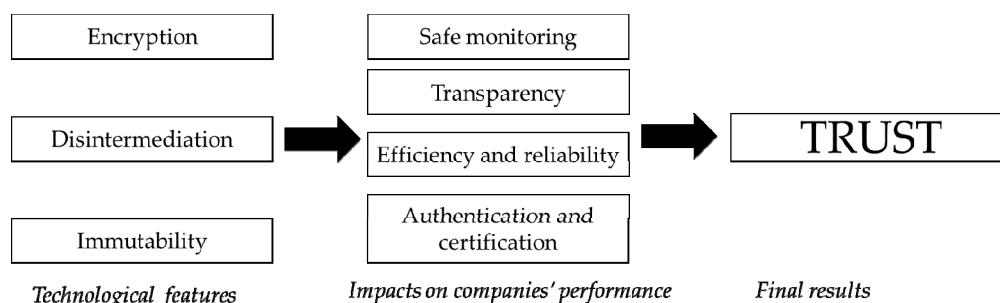 Encryption
Disintermediation
Immutability
Technological features
Safe monitoring
Transparency
Efficiency and reliability
Authentication and
certification
Impacts on companies' performance
TRUST
Final results